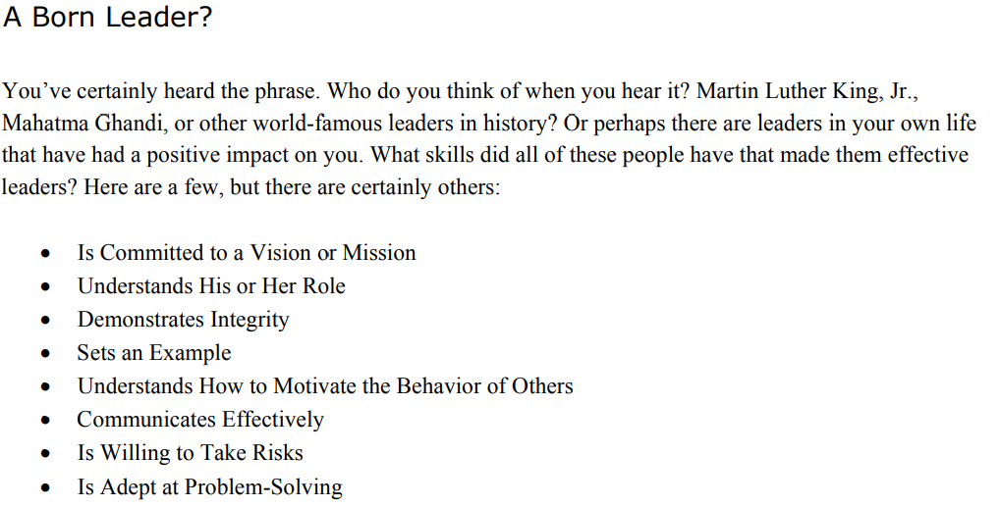 A Born Leader?
You've certainly heard the phrase. Who do you think of when you hear it? Martin Luther King, Jr.,
Mahatma Ghandi, or other world-famous leaders in history? Or perhaps there are leaders in your own life
that have had a positive impact on you. What skills did all of these people have that made them effective
leaders? Here are a few, but there are certainly others:
• Is Committed to a Vision or Mission
• Understands His or Her Role
• Demonstrates Integrity
• Sets an Example
• Understands How to Motivate the Behavior of Others
• Communicates Effectively
• Is Willing to Take Risks
• Is Adept at Problem-Solving